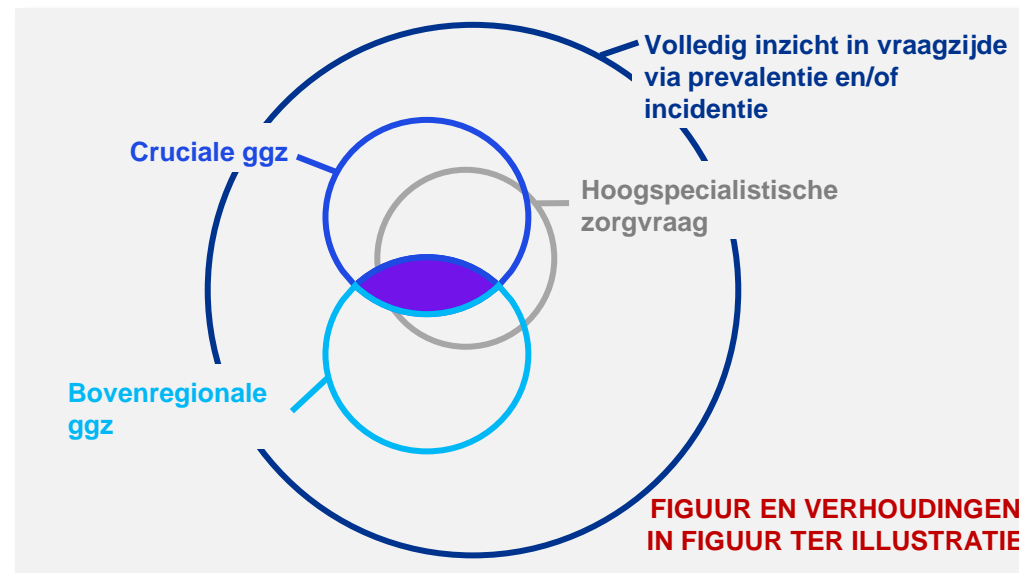 Volledig inzicht in vraagzijde
via prevalentie en/of
incidentie
Cruciale ggz
Hoogspecialistische
zorgvraag
Bovenregionale
ggz
FIGUUR EN VERHOUDINGEN
IN FIGUUR TER ILLUSTRATIE